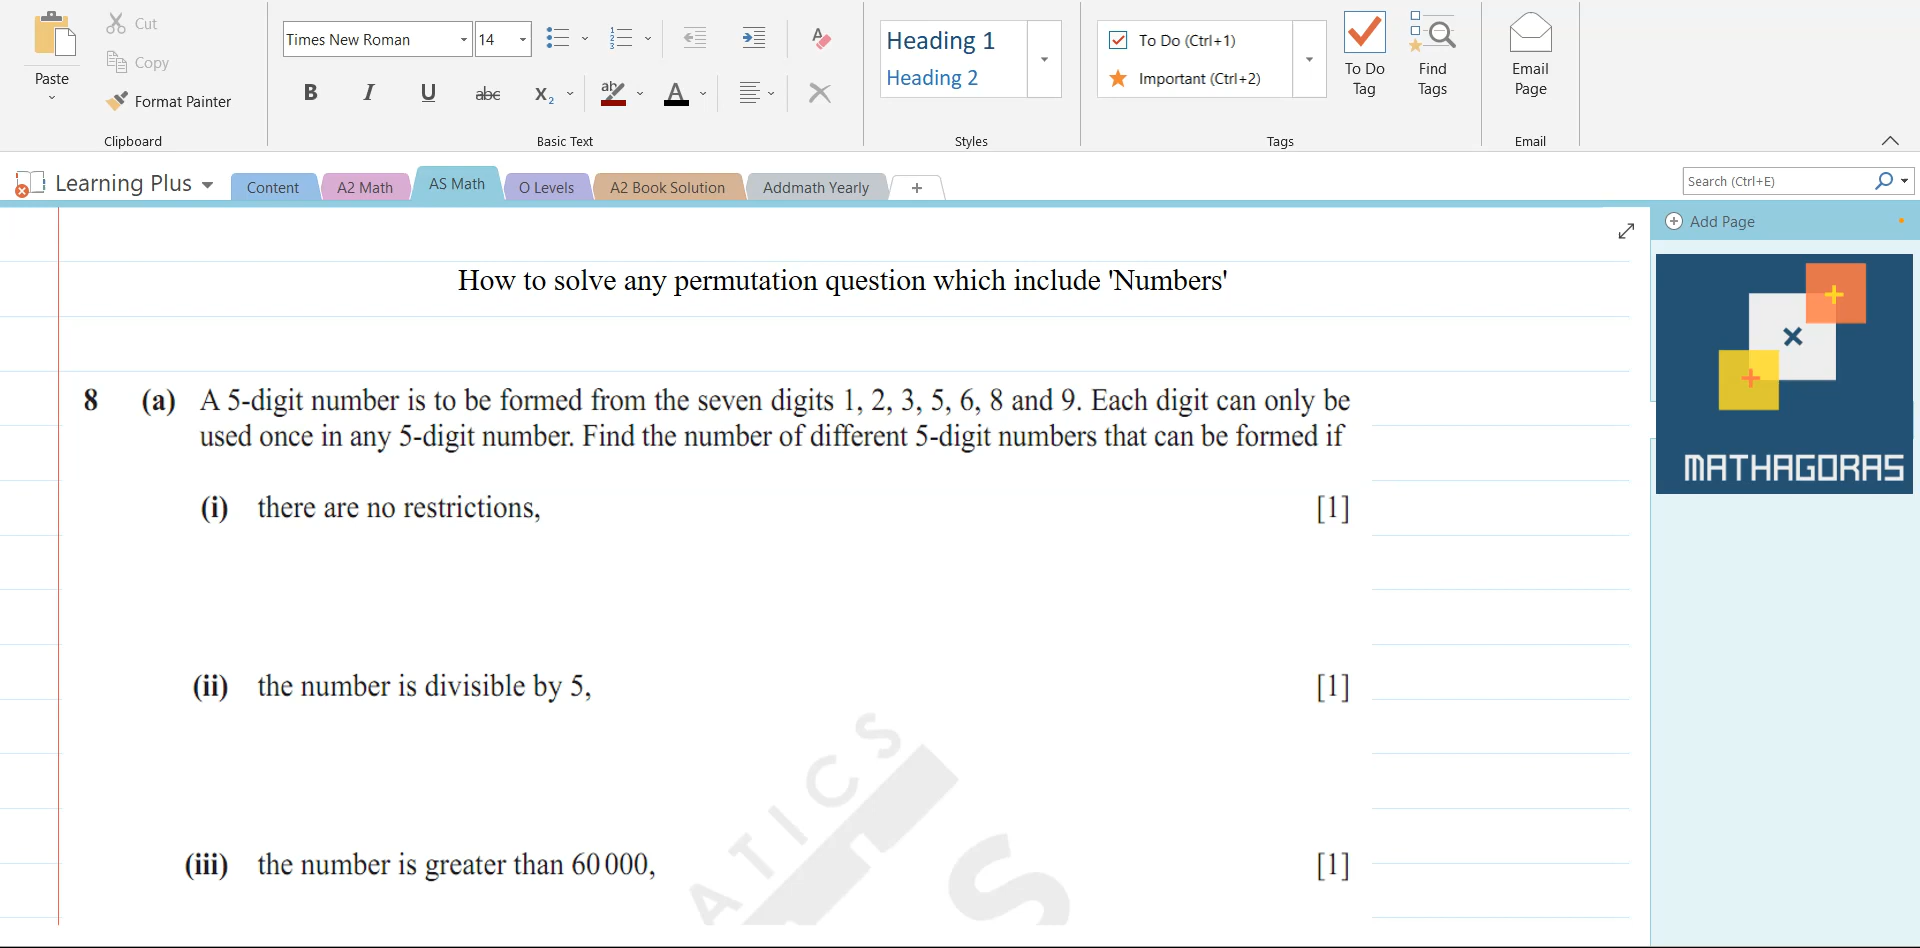 Paste
Cut
Copy
Format Painter
Clipboard
Times New Roman
14
B I U abc X₂ ab A
Basic Text
Heading 1
Heading 2
Styles
To Do (Ctrl+1)
Important (Ctrl+2)
To Do Tag
Find Tags
Tags
Email Page
Email
Learning Plus
Content
A2 Math
AS Math
O Levels
A2 Book Solution
Addmath Yearly
+
Search (Ctrl+E)
Add Page
How to solve any permutation question which include 'Numbers'
8 (a) A 5-digit number is to be formed from the seven digits 1, 2, 3, 5, 6, 8 and 9. Each digit can only be
used once in any 5-digit number. Find the number of different 5-digit numbers that can be formed if
(i) there are no restrictions, [1]
(ii) the number is divisible by 5, [1]
(iii) the number is greater than 60 000, [1]
ATICS
S
MATHAGORAS